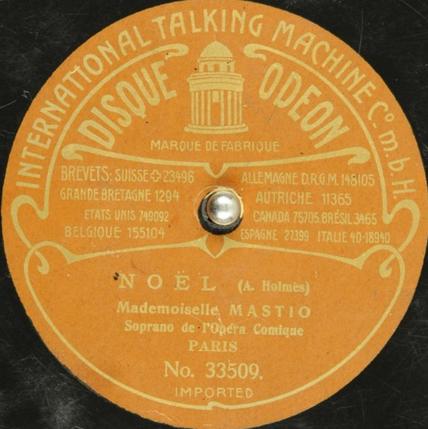 INTERNATIONAL TALKING MACHINE Co. m.b.H.
DISQUE ODEON
MARQUE DE FABRIQUE
BREVETS; SUISSE 23496 ALLEMAGNE D.R.G.M. 148105
GRANDE BRETAGNE 1294 AUTRICHE 11365
ETATS UNIS 749092 CANADA 75705. BRÉSIL 3465
BELGIQUE 155104 ESPAGNE 27399 ITALIE 40-18940
NOËL (A. Holmès)
Mademoiselle MASTIO
Soprano de l'Opéra Comique
PARIS
No. 33509.
IMPORTED